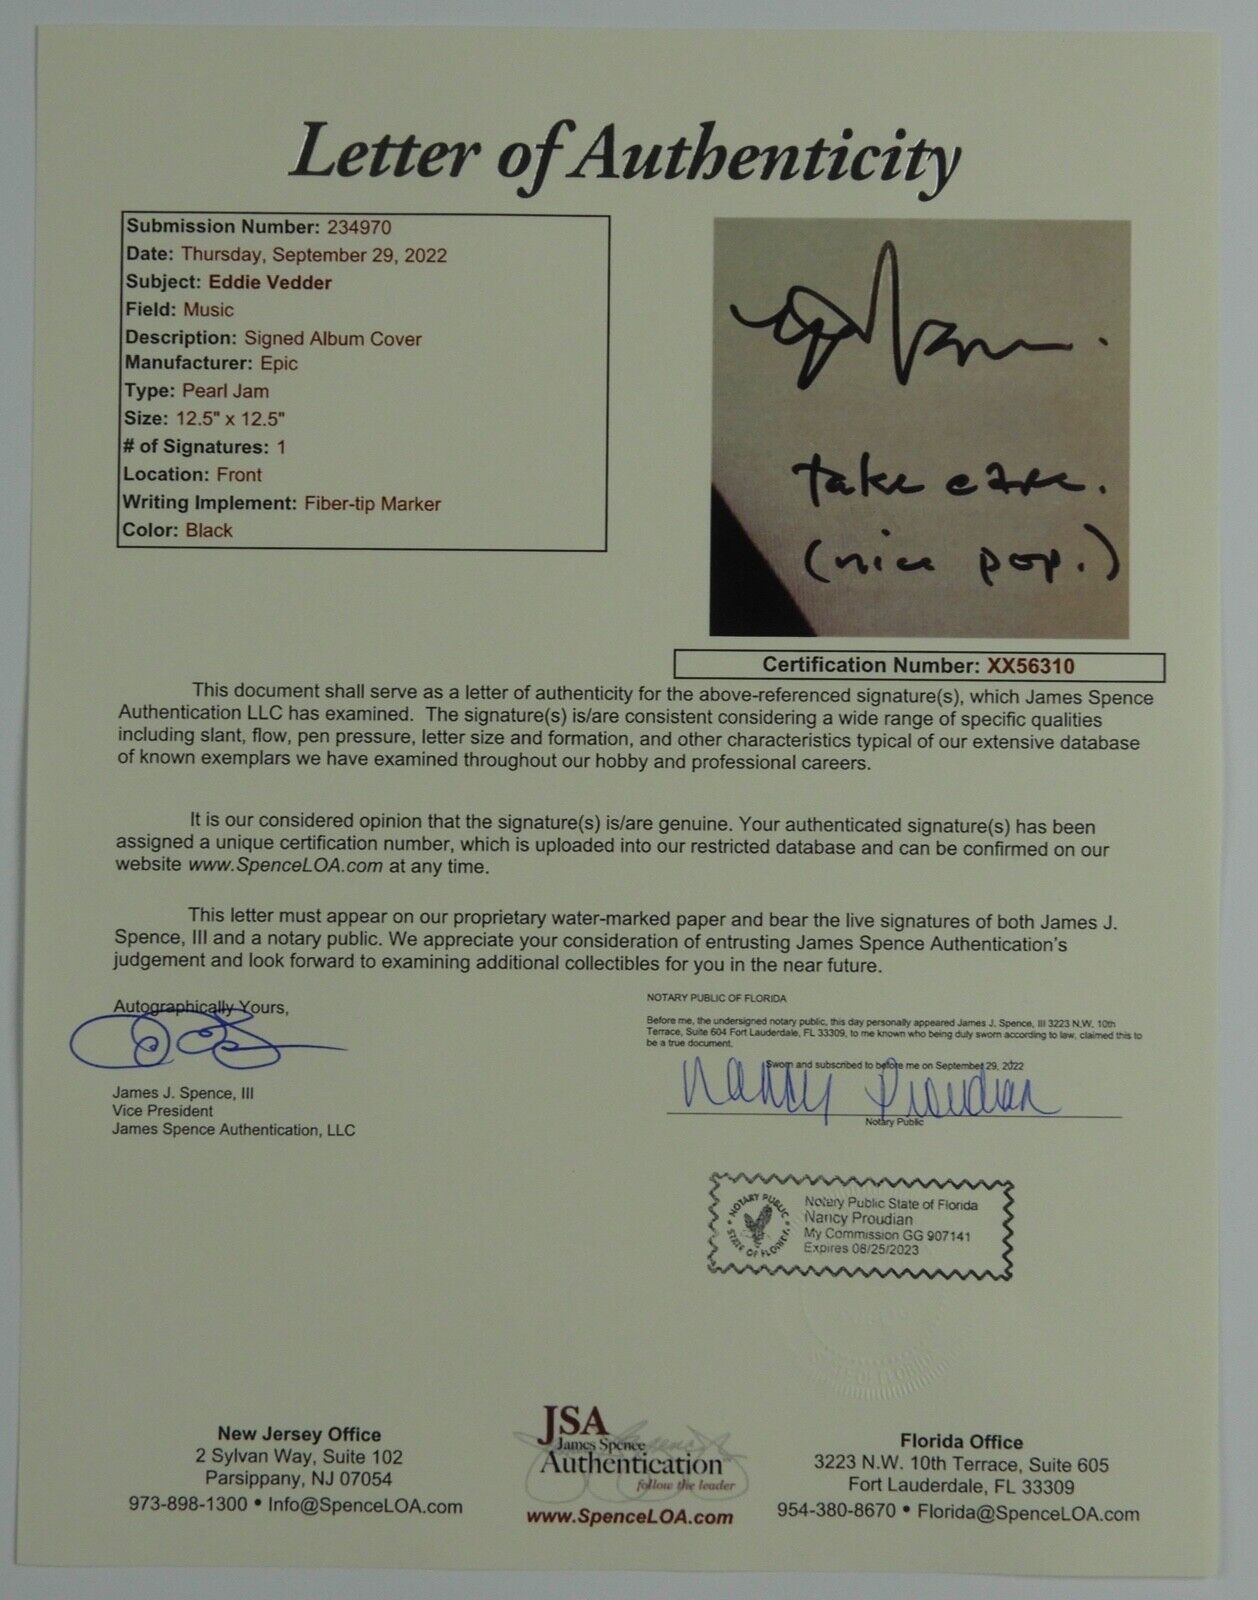 Letter of Authenticity
Submission Number: 234970
Date: Thursday, September 29, 2022
Subject: Eddie Vedder
Field: Music
Description: Signed Album Cover
Manufacturer: Epic
Type: Pearl Jam
Size: 12.5" x 12.5"
# of Signatures: 1
Location: Front
Writing Implement: Fiber-tip Marker
Color: Black
take care.
(nice pop.)
Certification Number: XX56310
This document shall serve as a letter of authenticity for the above-referenced signature(s), which James Spence
Authentication LLC has examined. The signature(s) is/are consistent considering a wide range of specific qualities
including slant, flow, pen pressure, letter size and formation, and other characteristics typical of our extensive database
of known exemplars we have examined throughout our hobby and professional careers.
It is our considered opinion that the signature(s) is/are genuine. Your authenticated signature(s) has been
assigned a unique certification number, which is uploaded into our restricted database and can be confirmed on our
website www.SpenceLOA.com at any time.
This letter must appear on our proprietary water-marked paper and bear the live signatures of both James J.
Spence, III and a notary public. We appreciate your consideration of entrusting James Spence Authentication's
judgement and look forward to examining additional collectibles for you in the near future.
Autographically Yours,
James J. Spence, III
Vice President
James Spence Authentication, LLC
NOTARY PUBLIC OF FLORIDA
Before me, the undersigned notary public, this day personally appeared James J. Spence, III 3223 N.W. 10th
Terrace, Suite 604 Fort Lauderdale, FL 33309, to me known who being duly sworn according to law, claimed this to
be a true document.
Sworn and subscribed to before me on September 29, 2022
Nancy Proudian
Notary Public
NOTARY PUBLIC
STATE OF FLORIDA
Notary Public State of Florida
Nancy Proudian
My Commission GG 907141
Expires 08/25/2023
New Jersey Office
2 Sylvan Way, Suite 102
Parsippany, NJ 07054
973-898-1300 • Info@SpenceLOA.com
JSA
James Spence
Authentication
follow the leader
www.SpenceLOA.com
Florida Office
3223 N.W. 10th Terrace, Suite 605
Fort Lauderdale, FL 33309
954-380-8670 • Florida@SpenceLOA.com